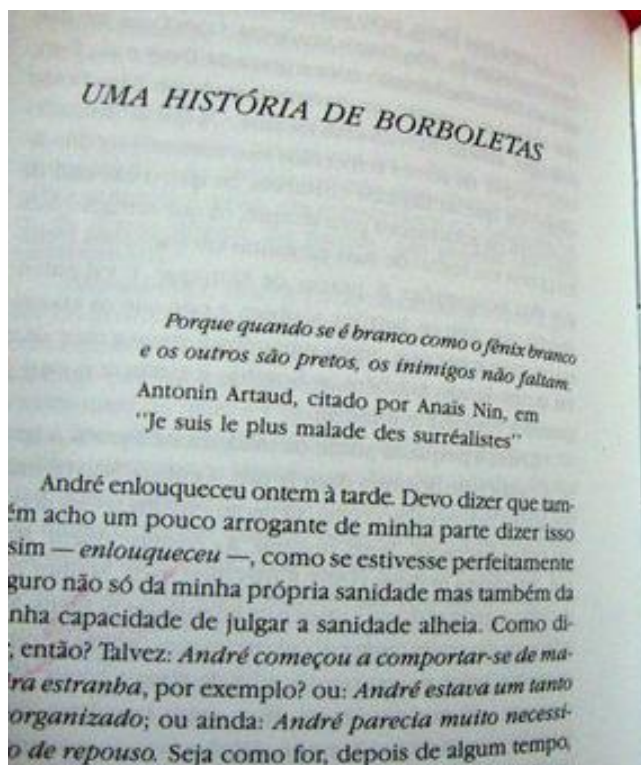 UMA HISTÓRIA DE BORBOLETAS
Porque quando se é branco como o fênix branco
e os outros são pretos, os inimigos não faltam.
Antonin Artaud, citado por Anaïs Nin, em
"Je suis le plus malade des surréalistes"
André enlouqueceu ontem à tarde. Devo dizer que tam-
ém acho um pouco arrogante de minha parte dizer isso
sim — enlouqueceu —, como se estivesse perfeitamente
guro não só da minha própria sanidade mas também da
nha capacidade de julgar a sanidade alheia. Como di-
, então? Talvez: André começou a comportar-se de ma-
ra estranha, por exemplo? ou: André estava um tanto
organizado; ou ainda: André parecia muito necessi-
o de repouso. Seja como for, depois de algum tempo,